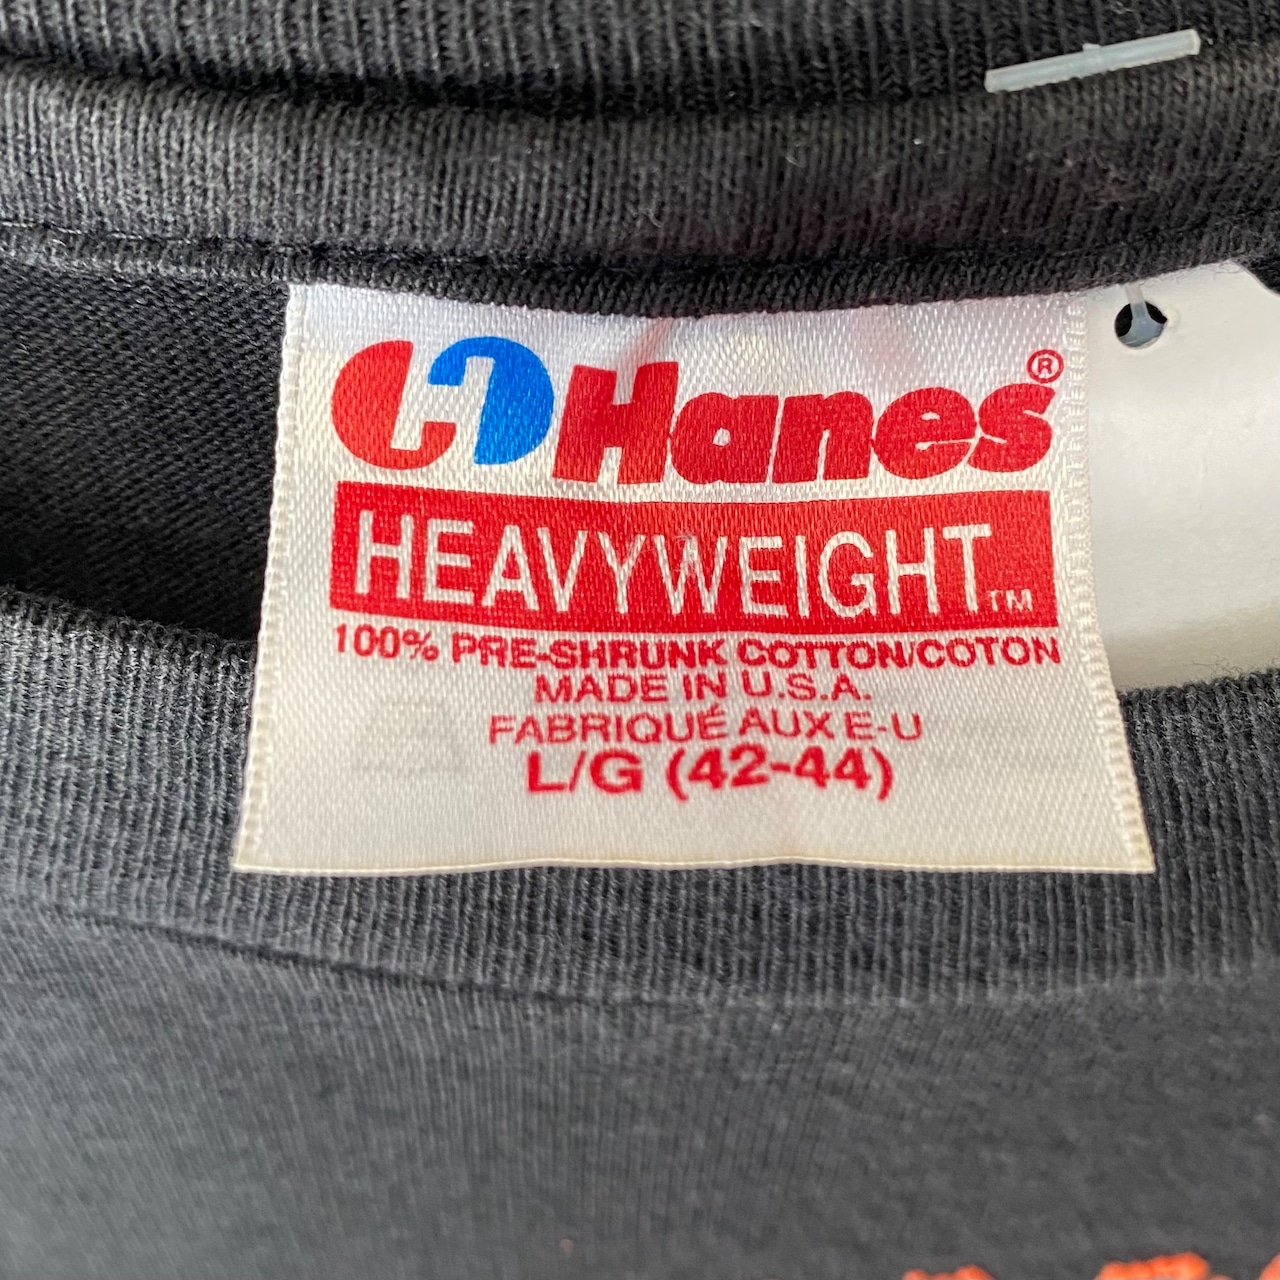 Hanes®
HEAVYWEIGHT™
100% PRE-SHRUNK COTTON/COTON
MADE IN U.S.A.
FABRIQUÉ AUX E-U
L/G (42-44)